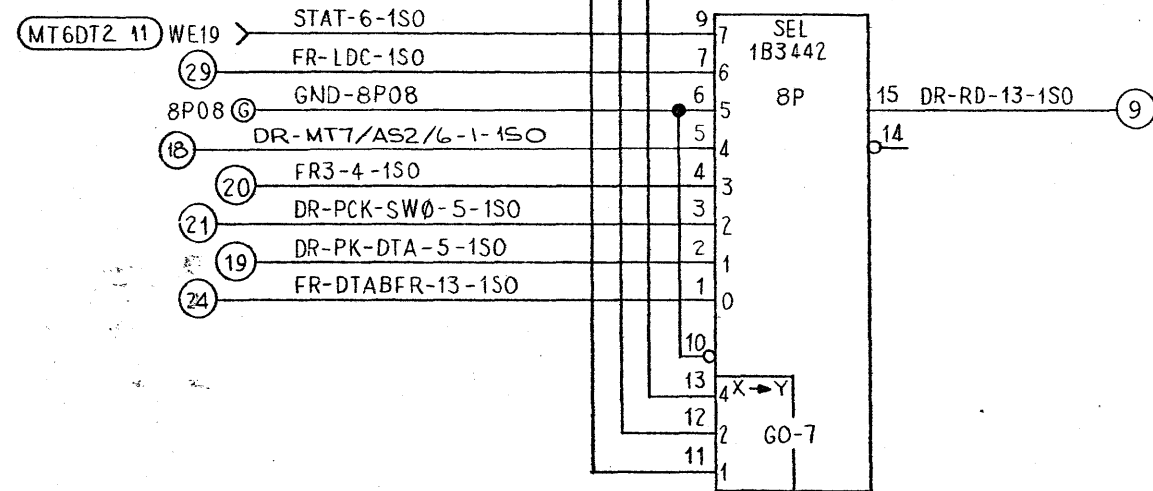 STAT-6-1SO 9 SEL
MT6DT2 11 WE19 7 1B3442
29 FR-LDC-1SO 7 6
8P08 G GND-8P08 6 5 8P 15 DR-RD-13-1SO 9
18 DR-MT7/AS2/6-1-1SO 5 4 14
20 FR3-4-1SO 4 3
21 DR-PCK-SWØ-5-1SO 3 2
19 DR-PK-DTA-5-1SO 2 1
24 FR-DTABFR-13-1SO 1 0
10
13 4 X→Y
12 2 GO-7
11 1